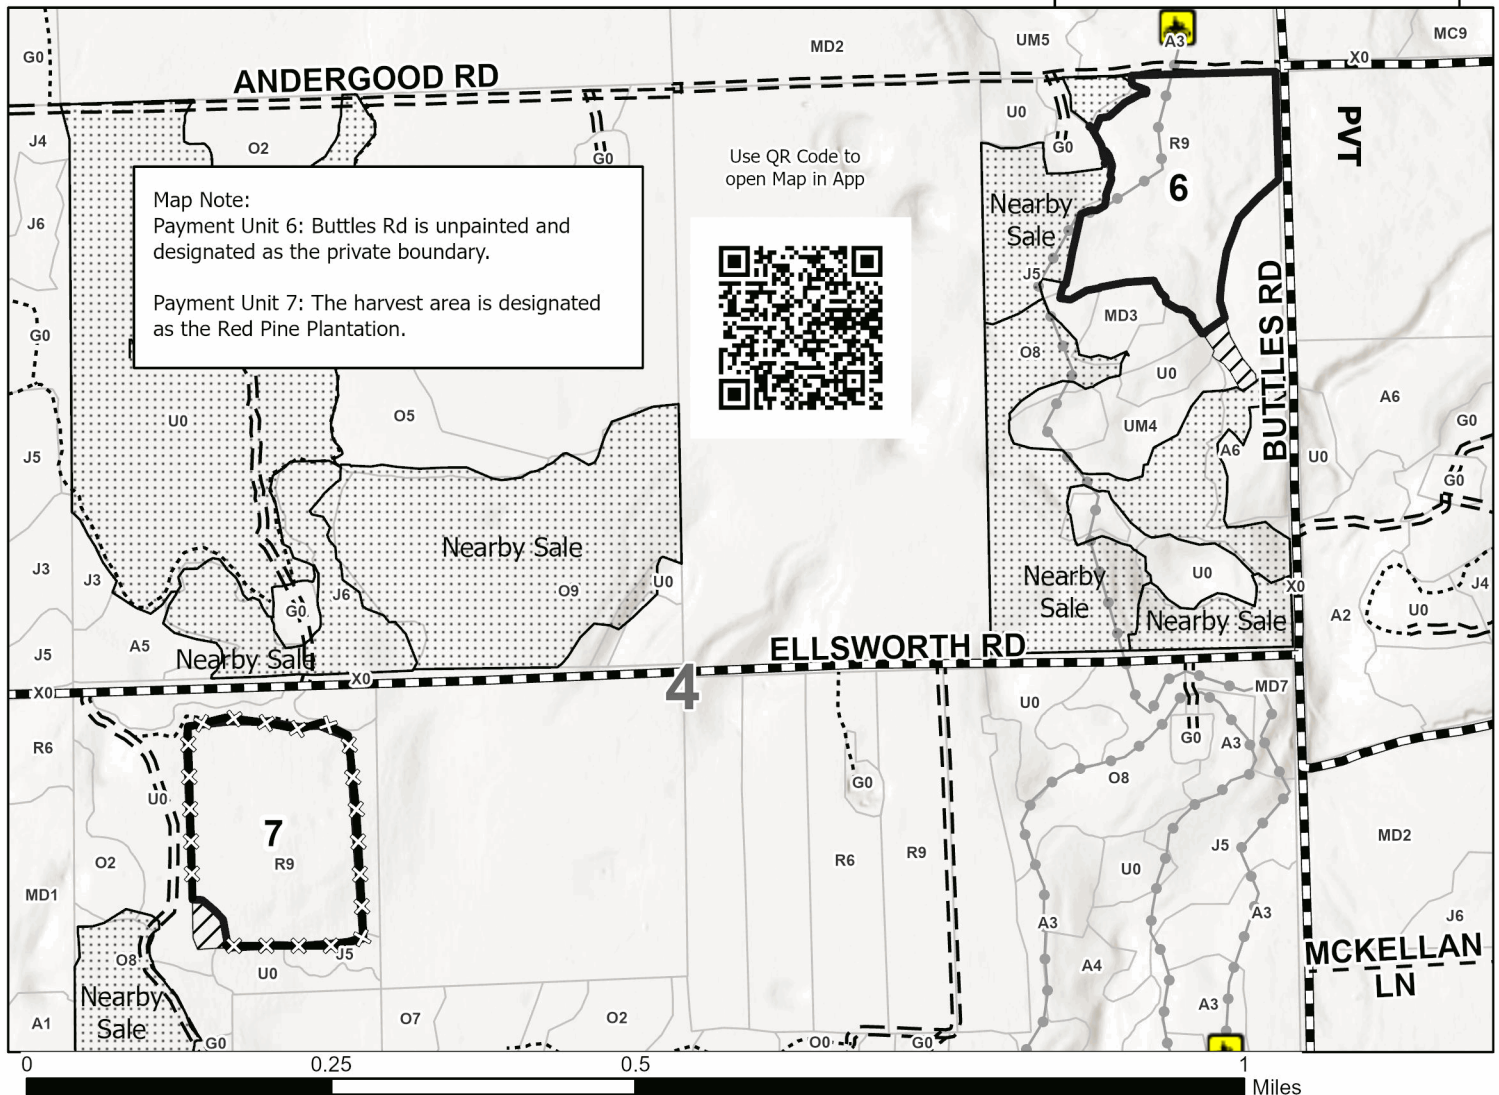 A3
MC9
G0
MD2
UM5
X0
ANDERGOOD RD
J4
O2
G0
U0
G0
R9
PVT
Use QR Code to
open Map in App
6
J6
Map Note:
Payment Unit 6: Buttles Rd is unpainted and
designated as the private boundary.
Payment Unit 7: The harvest area is designated
as the Red Pine Plantation.
Nearby
Sale
J5
BUTTLES RD
G0
MD3
O8
U0
A6
U0
O5
UM4
G0
J5
A6
U0
G0
Nearby Sale
J3
J3
J6
O9
U0
Nearby
Sale
U0
X0
J4
G0
U0
A2
Nearby Sale
A5
J5
Nearby Sale
ELLSWORTH RD
X0
X0
4
MD7
U0
R6
G0
A3
O8
G0
U0
7
R9
O2
R6
R9
J5
MD2
U0
MD1
A3
A3
J6
MCKELLAN
LN
O8
J5
U0
A4
Nearby
Sale
A1
O7
O2
A3
G0
O0
G0
0
0.25
0.5
1
Miles